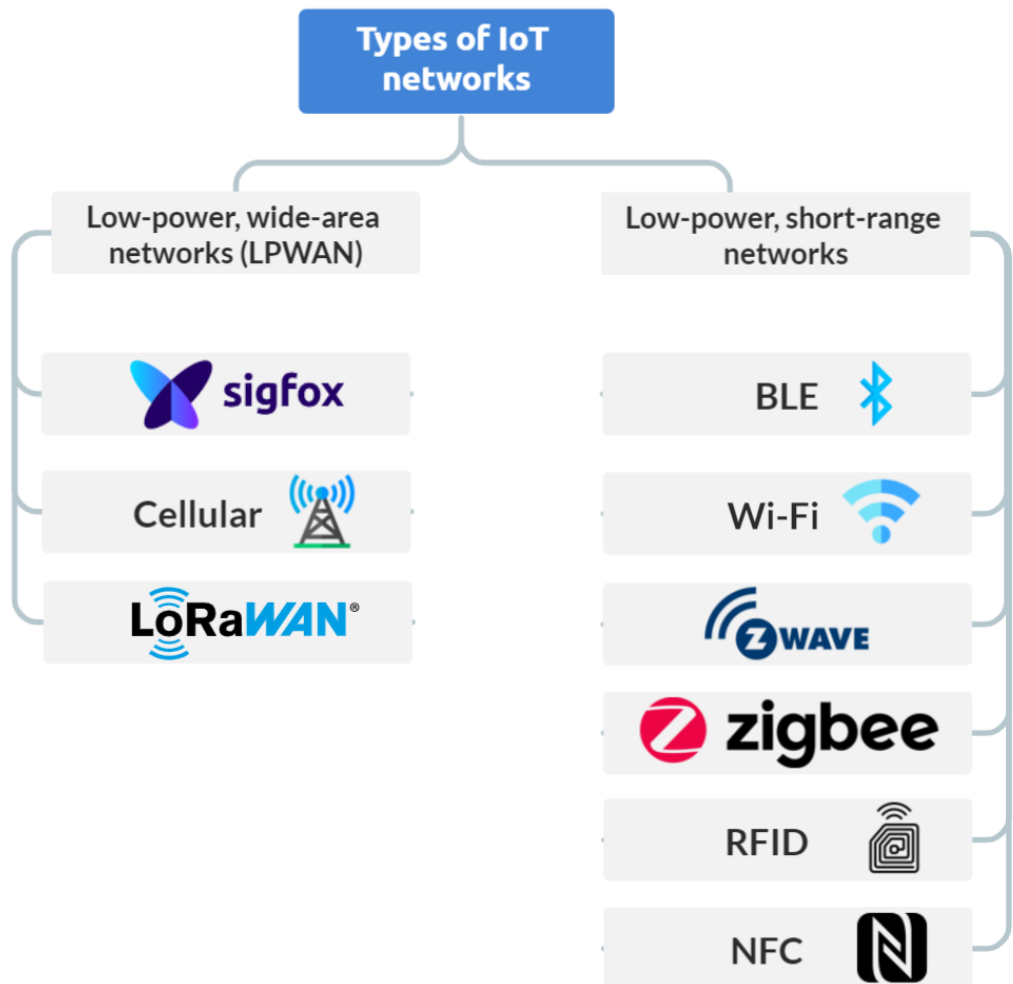 Types of IoT
networks
Low-power, wide-area
networks (LPWAN)
sigfox
Cellular
LoRaWAN®
Low-power, short-range
networks
BLE
Wi-Fi
Z WAVE
zigbee
RFID
NFC